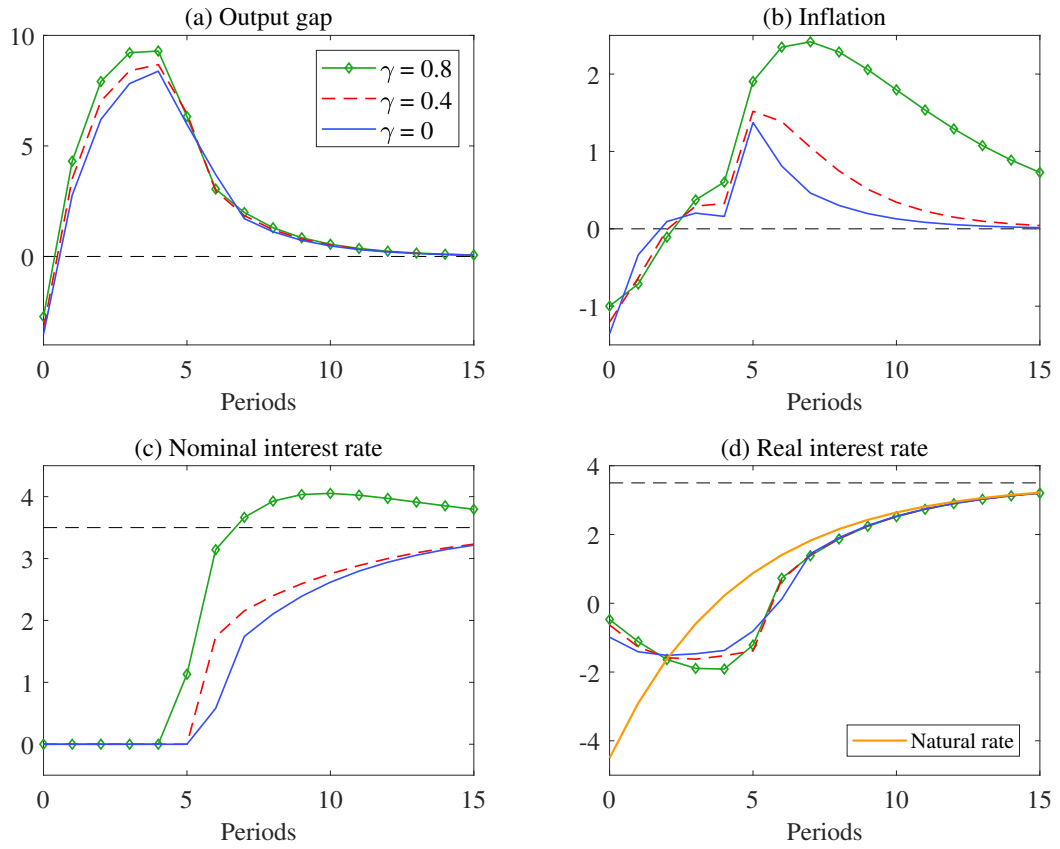 (a) Output gap
10
5
0
0 5 10 15
Periods
γ = 0.8
γ = 0.4
γ = 0
(b) Inflation
2
1
0
-1
0 5 10 15
Periods
(c) Nominal interest rate
4
3
2
1
0
0 5 10 15
Periods
(d) Real interest rate
4
2
0
-2
-4
0 5 10 15
Periods
Natural rate